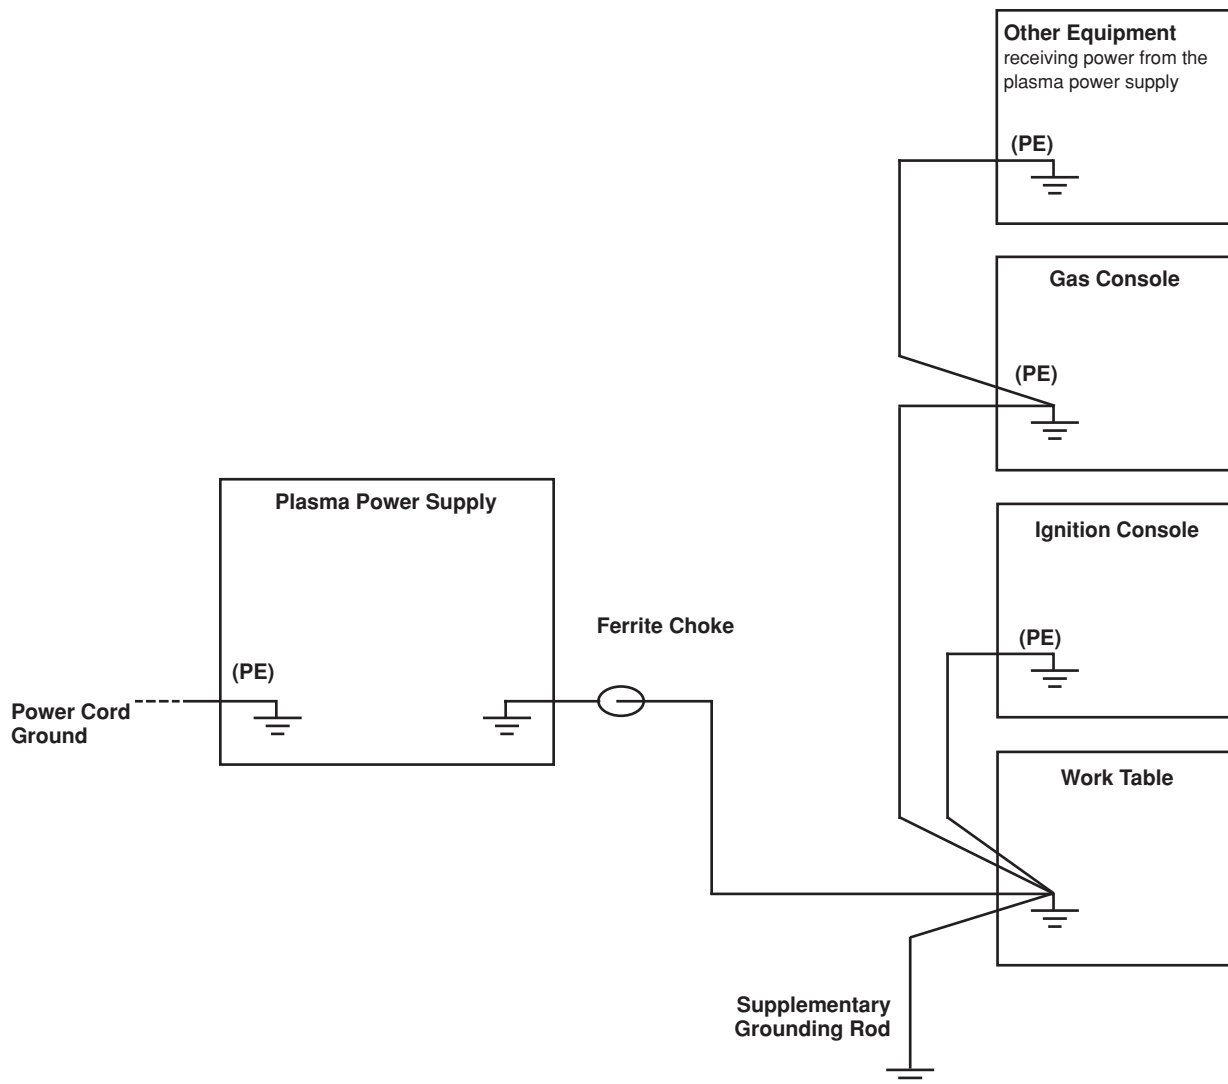 Other Equipment
receiving power from the
plasma power supply
(PE)
Gas Console
(PE)
Plasma Power Supply
Ignition Console
Ferrite Choke
(PE)
(PE)
Power Cord
Ground
Work Table
Supplementary
Grounding Rod